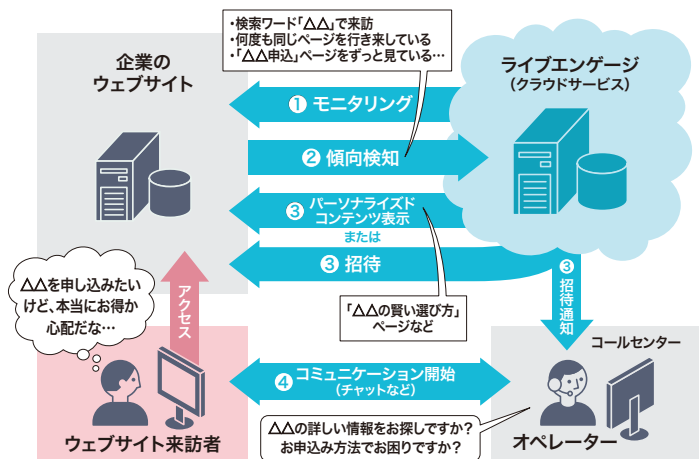 ・検索ワード「△△」で来訪
・何度も同じページを行き来している
・「△△申込」ページをずっと見ている…
企業の
ウェブサイト
ライブエンゲージ
（クラウドサービス）
❶ モニタリング
❷ 傾向検知
❸ パーソナライズド
コンテンツ表示
または
❸ 招待
❸ 招待通知
「△△の賢い選び方」
ページなど
△△を申し込みたい
けど、本当にお得か
心配だな…
アクセス
コールセンター
❹ コミュニケーション開始
（チャットなど）
ウェブサイト来訪者
△△の詳しい情報をお探しですか？
お申込み方法でお困りですか？
オペレーター